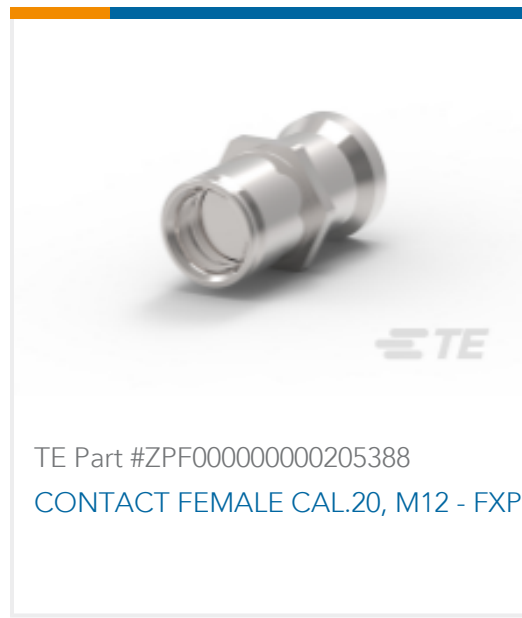 TE
TE Part #ZPF000000000205388
CONTACT FEMALE CAL.20, M12 - FXP